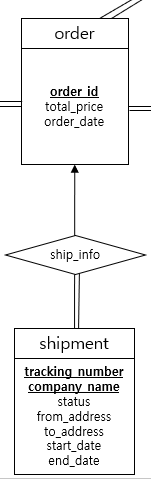 order
order_id
total_price
order_date
ship_info
shipment
tracking_number
company_name
status
from_address
to_address
start_date
end_date